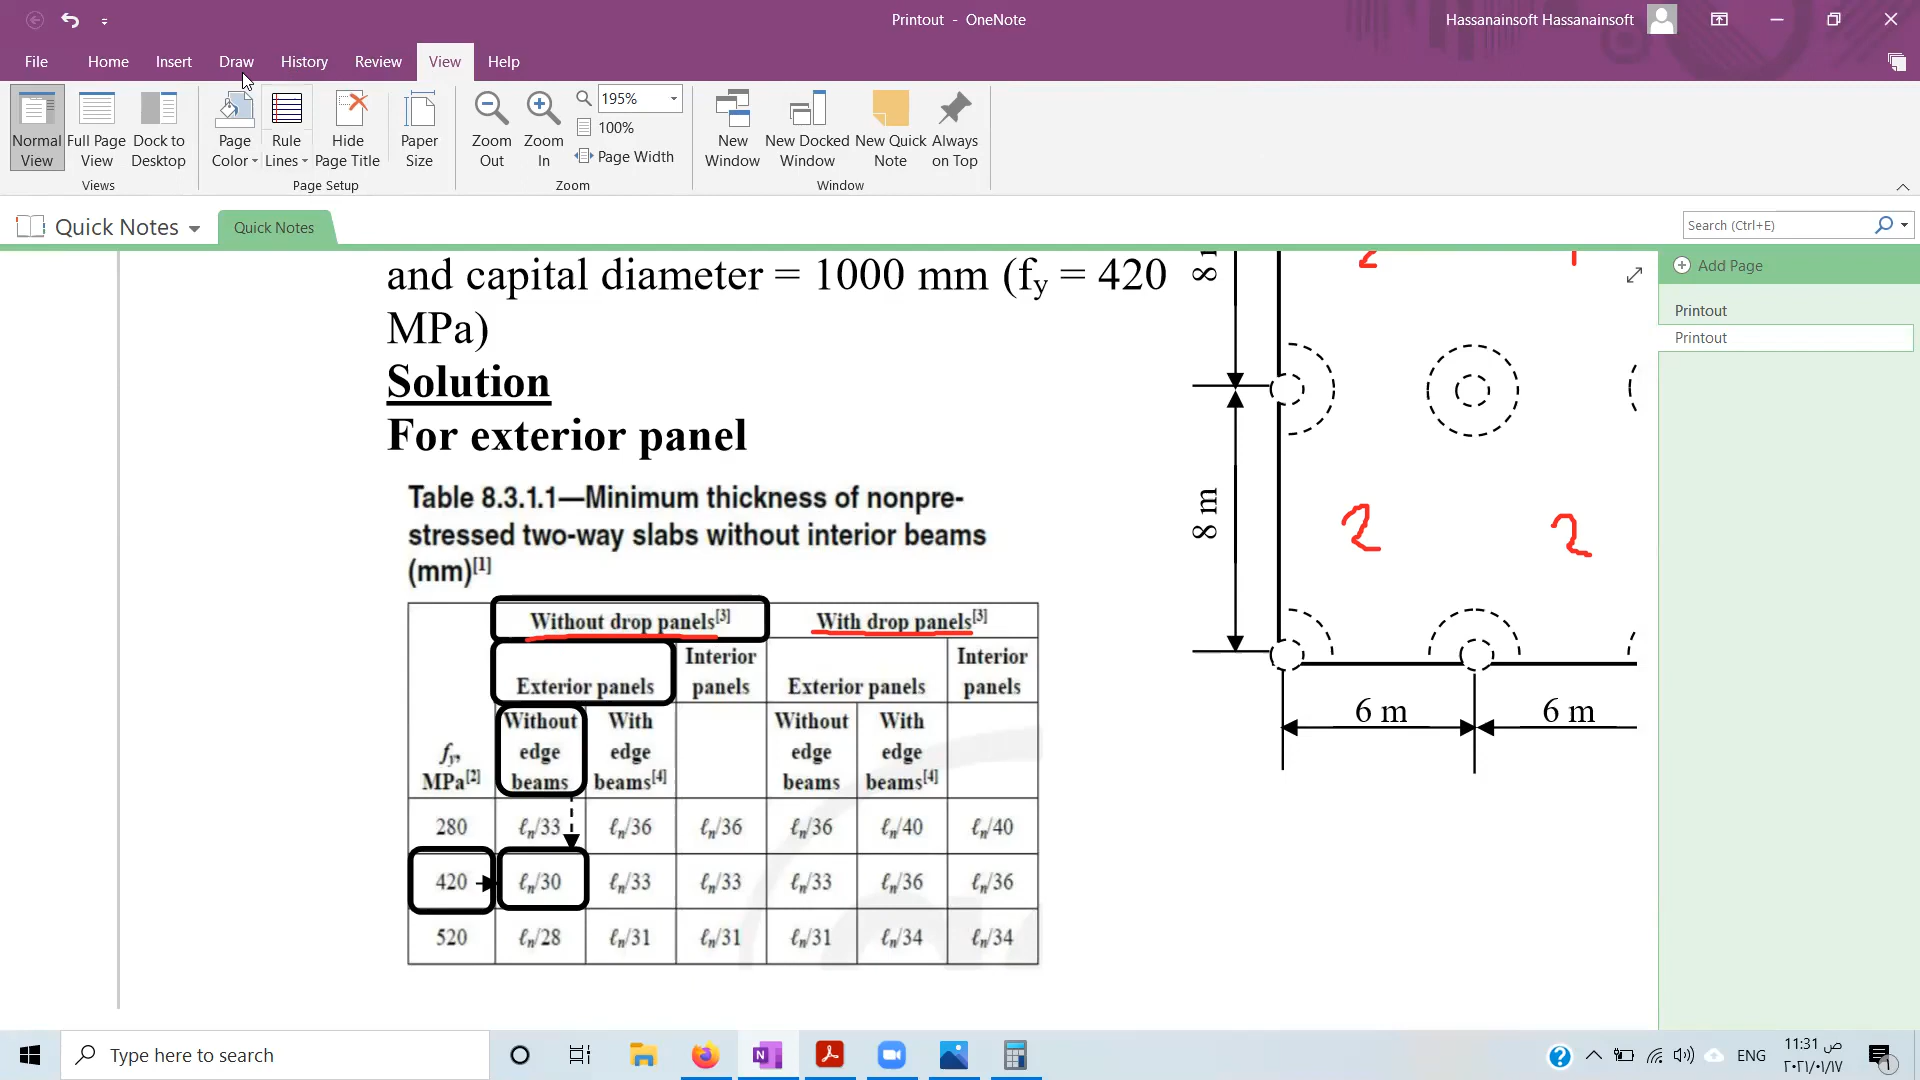 Printout - OneNote
Hassanainsoft Hassanainsoft
File Home Insert Draw History Review View Help
Normal View
Full Page View
Dock to Desktop
Views
Page Color
Rule Lines
Hide Page Title
Paper Size
Page Setup
Zoom Out
Zoom In
195%
100%
Page Width
Zoom
New Window
New Docked Window
New Quick Note
Always on Top
Window
Quick Notes
Quick Notes
Search (Ctrl+E)
Add Page
Printout
Printout
and capital diameter = 1000 mm (fy = 420
MPa)
Solution
For exterior panel
Table 8.3.1.1—Minimum thickness of nonpre-
stressed two-way slabs without interior beams
(mm)[1]
Without drop panels[3] With drop panels[3]
Exterior panels Interior panels Exterior panels Interior panels
fy, MPa[2] Without edge beams With edge beams[4] Without edge beams With edge beams[4]
280 ℓn/33 ℓn/36 ℓn/36 ℓn/36 ℓn/40 ℓn/40
420 ℓn/30 ℓn/33 ℓn/33 ℓn/33 ℓn/36 ℓn/36
520 ℓn/28 ℓn/31 ℓn/31 ℓn/31 ℓn/34 ℓn/34
8 m
2 2
6 m 6 m
Type here to search
N
ENG
11:31 ص
٢٠٢١/٠١/١٧
١